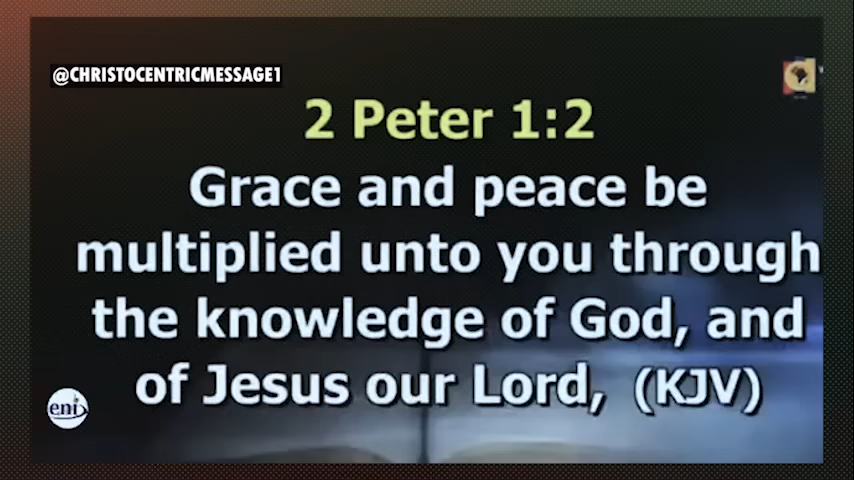 @CHRISTOCENTRICMESSAGE1
2 Peter 1:2
Grace and peace be
multiplied unto you through
the knowledge of God, and
of Jesus our Lord, (KJV)
eni